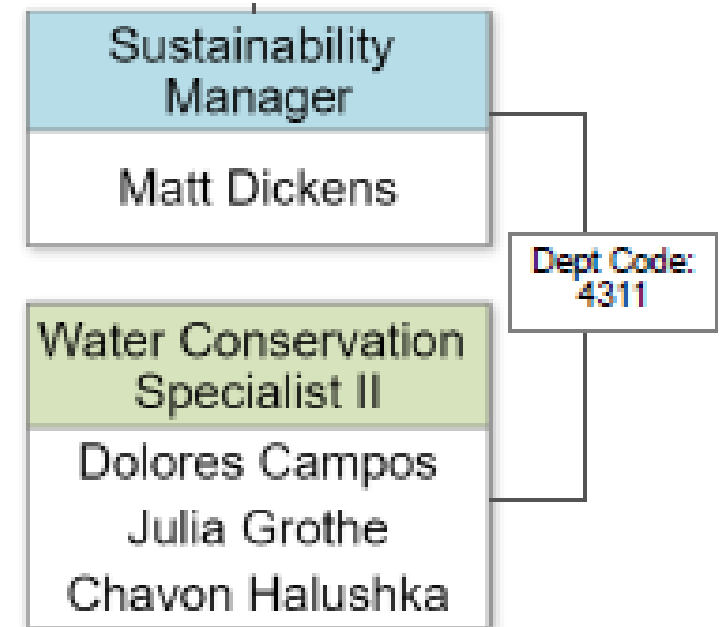 Sustainability
Manager
Matt Dickens
Dept Code:
4311
Water Conservation
Specialist II
Dolores Campos
Julia Grothe
Chavon Halushka